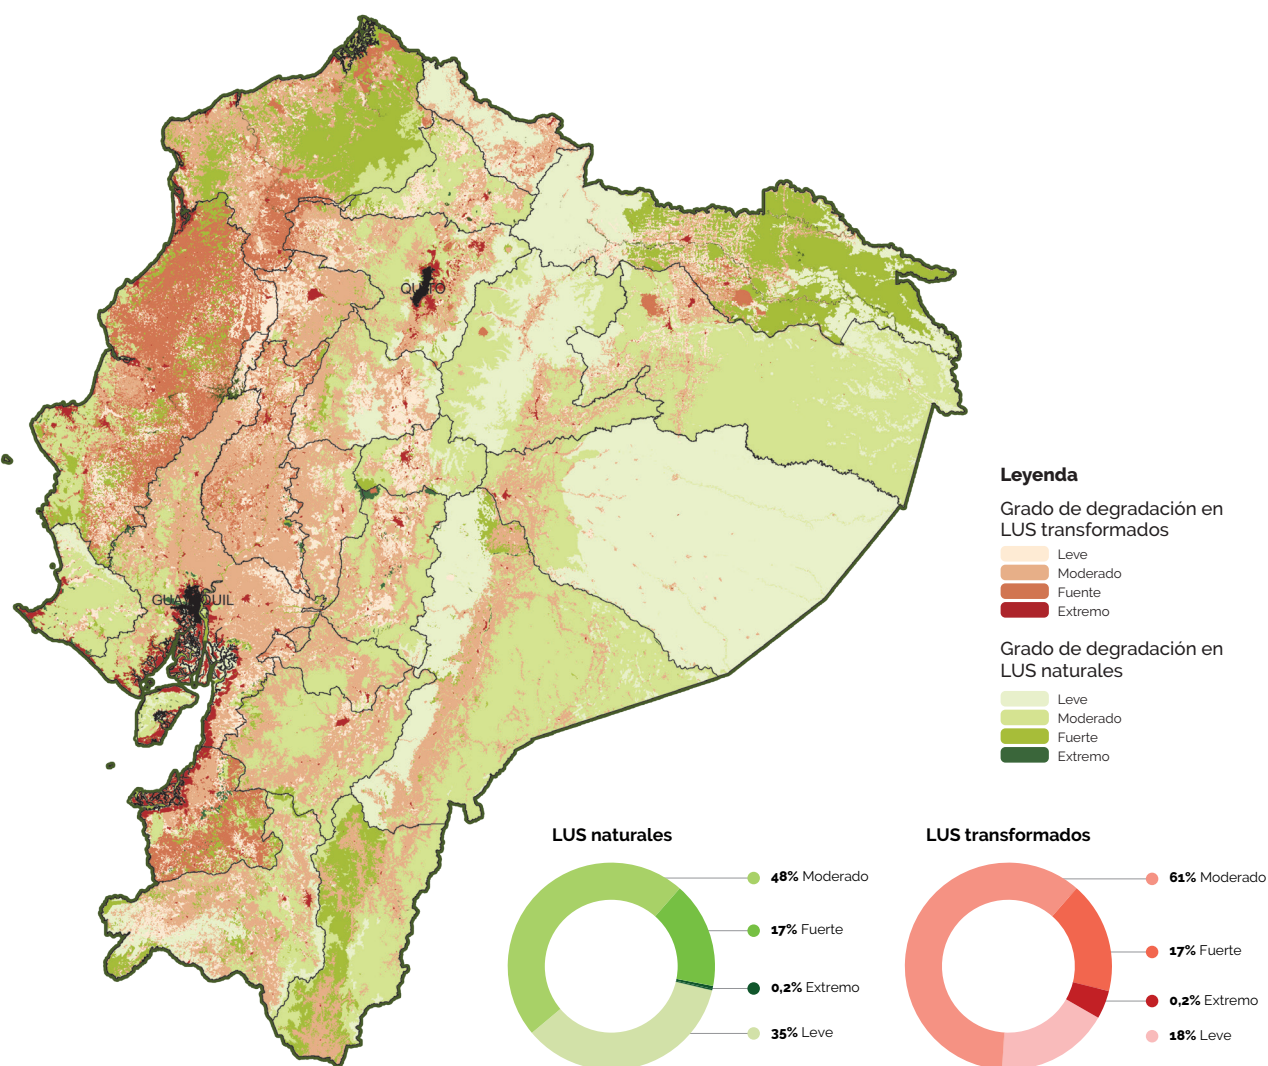 QUITO
GUAYAQUIL
Leyenda
Grado de degradación en
LUS transformados
Leve
Moderado
Fuente
Extremo
Grado de degradación en
LUS naturales
Leve
Moderado
Fuerte
Extremo
LUS naturales
48% Moderado
17% Fuerte
0,2% Extremo
35% Leve
LUS transformados
61% Moderado
17% Fuerte
0,2% Extremo
18% Leve